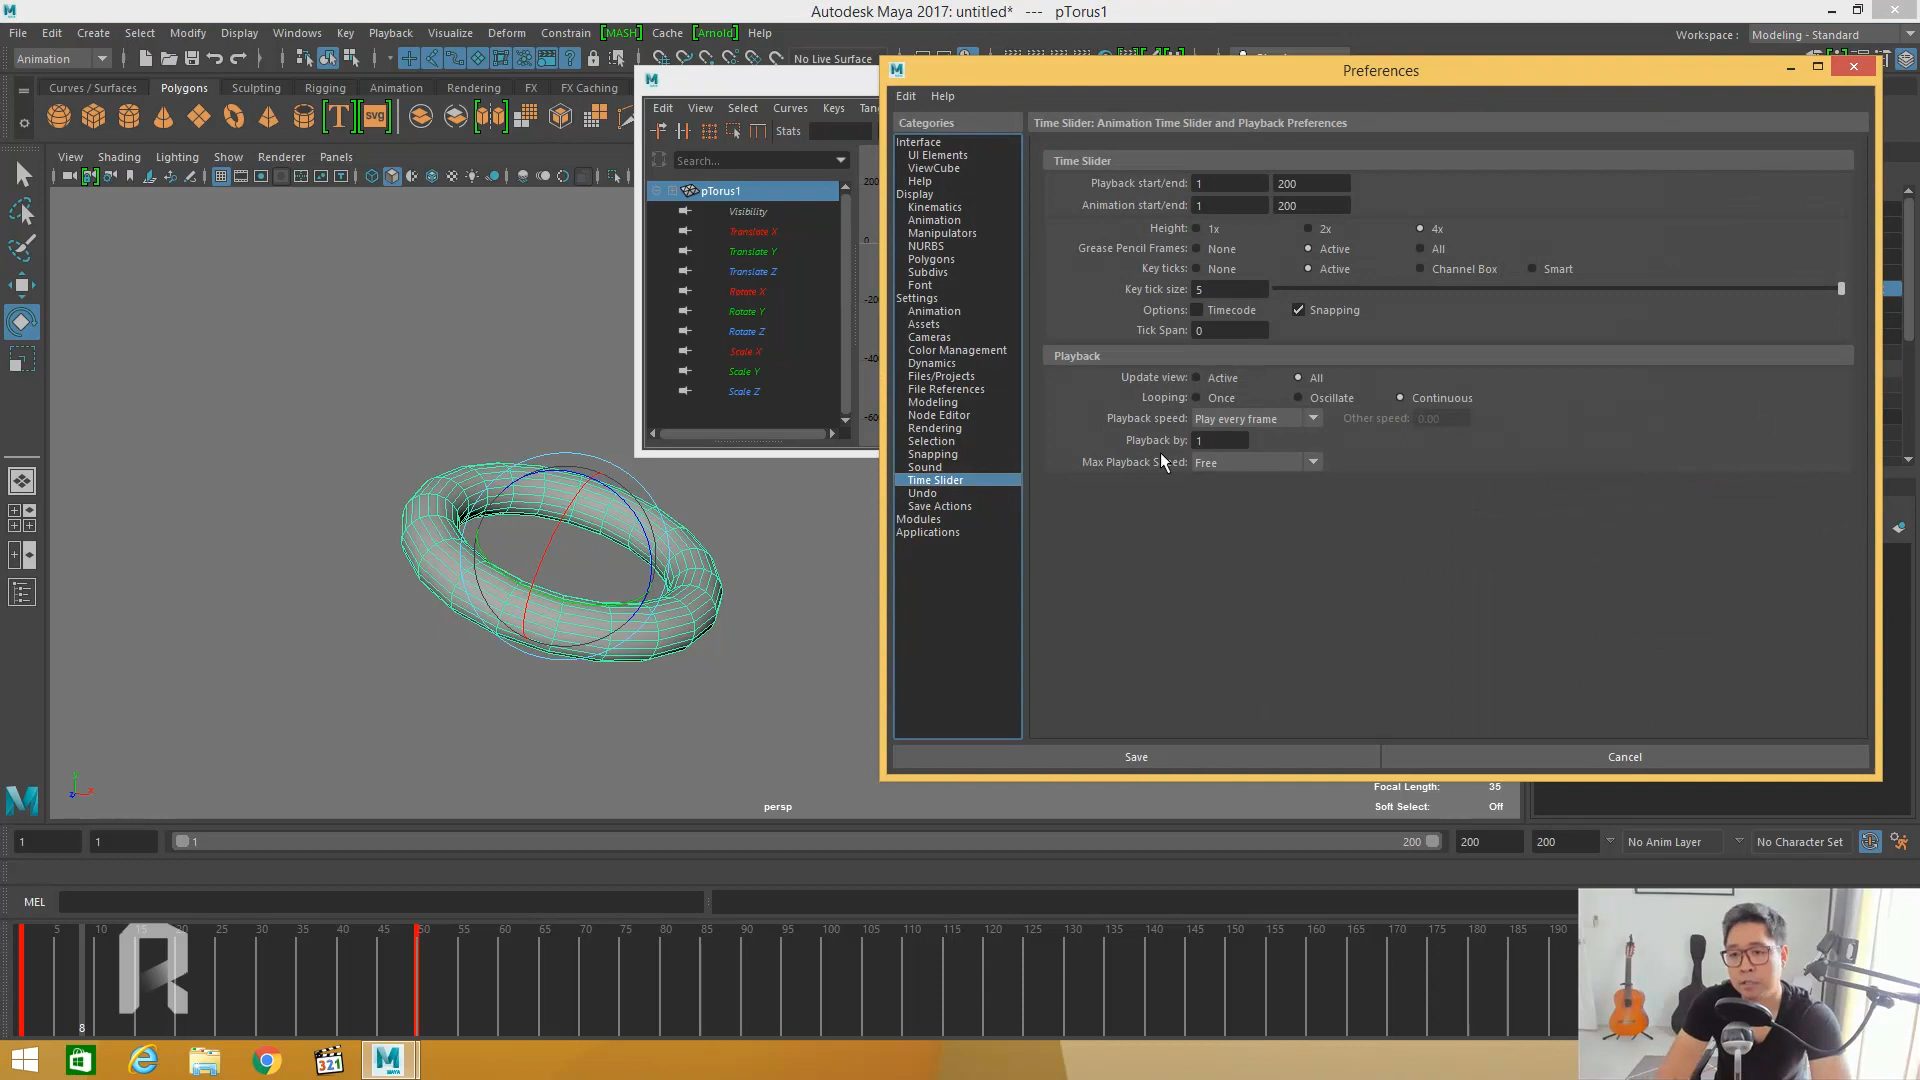 Autodesk Maya 2017: untitled* --- pTorus1
File Edit Create Select Modify Display Windows Key Playback Visualize Deform Constrain [MASH] Cache [Arnold] Help
Workspace : Modeling - Standard
Animation
No Live Surface
Curves / Surfaces Polygons Sculpting Rigging Animation Rendering FX FX Caching
T svg
View Shading Lighting Show Renderer Panels
Edit View Select Curves Keys Tan
Stats
Search...
pTorus1
Visibility
Translate X
Translate Y
Translate Z
Rotate X
Rotate Y
Rotate Z
Scale X
Scale Y
Scale Z
Preferences
Edit Help
Categories
Interface
UI Elements
ViewCube
Help
Display
Kinematics
Animation
Manipulators
NURBS
Polygons
Subdivs
Font
Settings
Animation
Assets
Cameras
Color Management
Dynamics
Files/Projects
File References
Modeling
Node Editor
Rendering
Selection
Snapping
Sound
Time Slider
Undo
Save Actions
Modules
Applications
Time Slider: Animation Time Slider and Playback Preferences
Time Slider
Playback start/end: 1 200
Animation start/end: 1 200
Height: 1x 2x 4x
Grease Pencil Frames: None Active All
Key ticks: None Active Channel Box Smart
Key tick size: 5
Options: Timecode Snapping
Tick Span: 0
Playback
Update view: Active All
Looping: Once Oscillate Continuous
Playback speed: Play every frame Other speed: 0.00
Playback by: 1
Max Playback Speed: Free
Save Cancel
Focal Length: 35
Soft Select: Off
persp
1 1 1 200 200 200 No Anim Layer No Character Set
MEL
5 10 15 20 25 30 35 40 45 50 55 60 65 70 75 80 85 90 95 100 105 110 115 120 125 130 135 140 145 150 155 160 165 170 175 180 185 190
8
R
321
MAYA